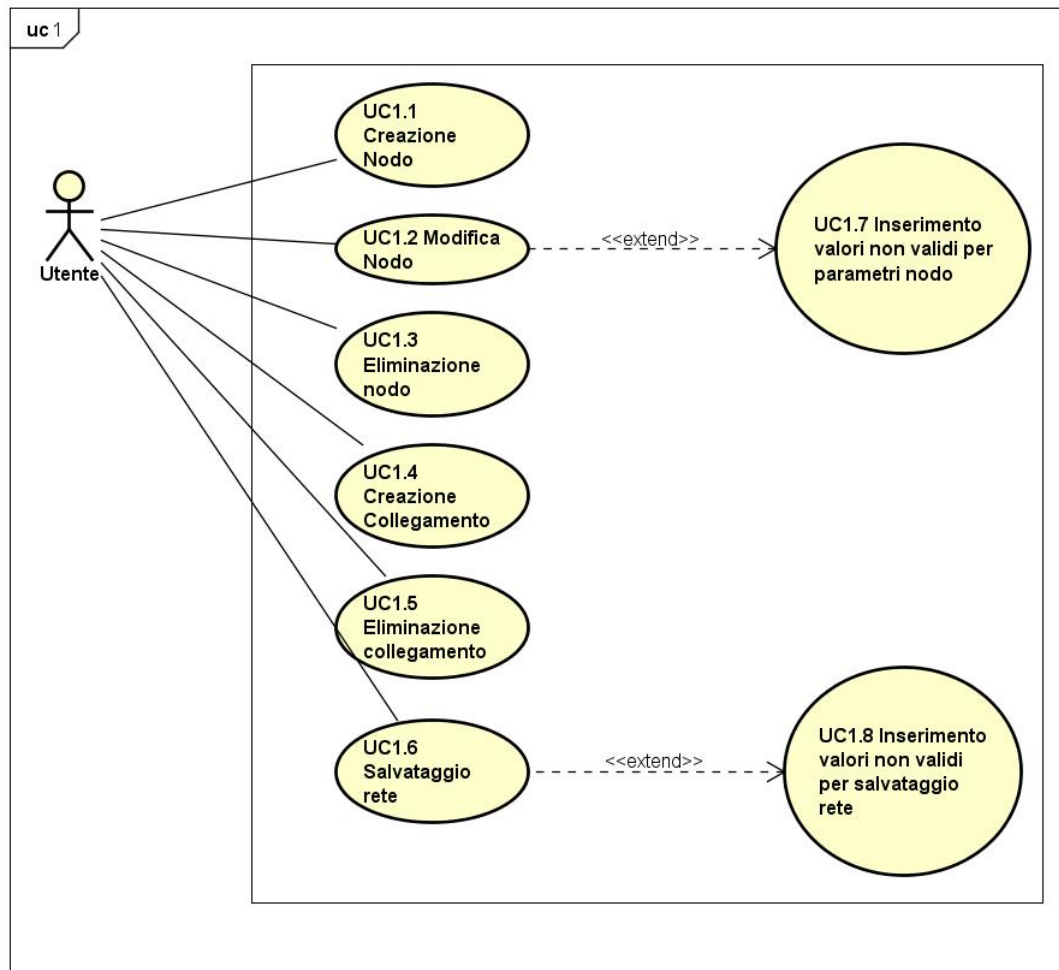 uc 1
UC1.1
Creazione
Nodo
Utente
UC1.2 Modifica
Nodo
<<extend>>
UC1.7 Inserimento
valori non validi per
parametri nodo
UC1.3
Eliminazione
nodo
UC1.4
Creazione
Collegamento
UC1.5
Eliminazione
collegamento
UC1.6
Salvataggio
rete
<<extend>>
UC1.8 Inserimento
valori non validi
per salvataggio
rete